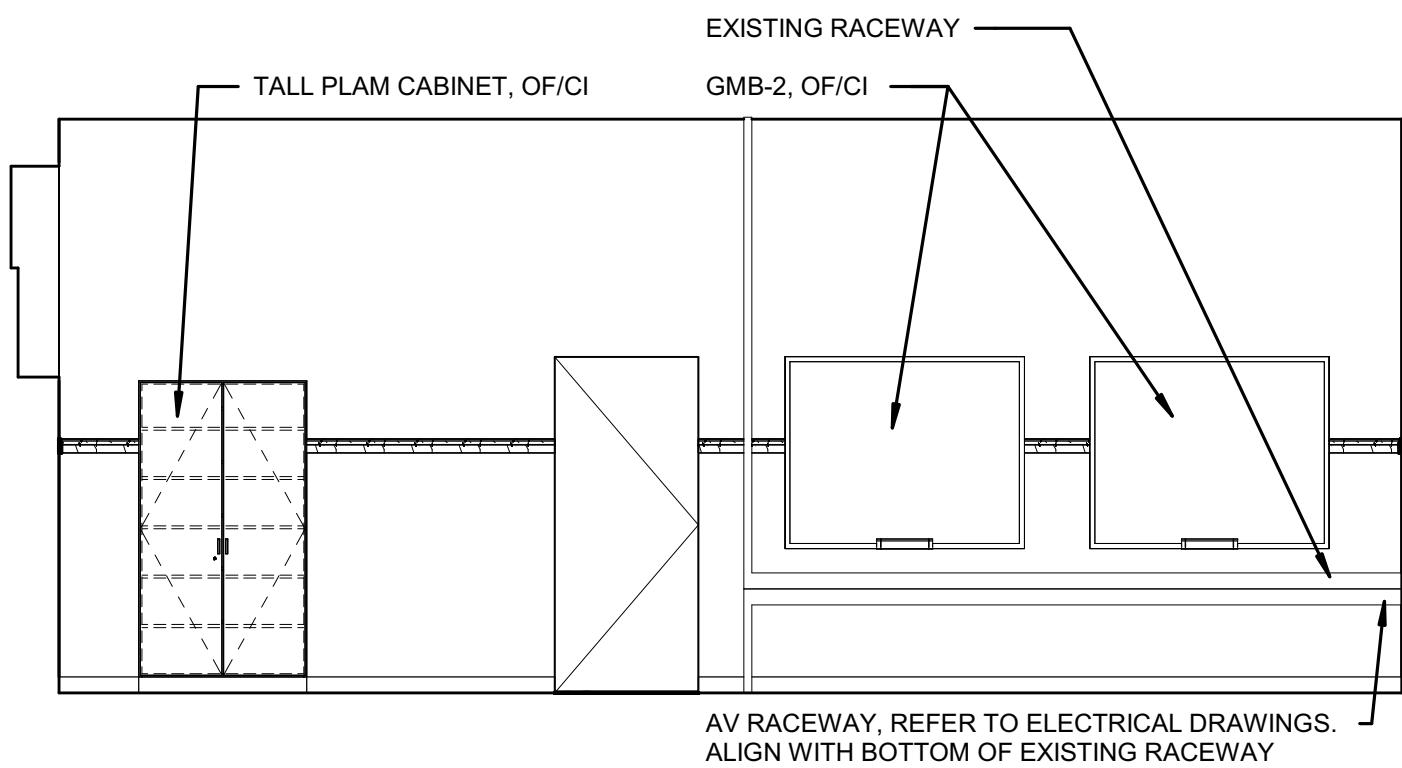 EXISTING RACEWAY
TALL PLAM CABINET, OF/CI
GMB-2, OF/CI
AV RACEWAY, REFER TO ELECTRICAL DRAWINGS.
ALIGN WITH BOTTOM OF EXISTING RACEWAY